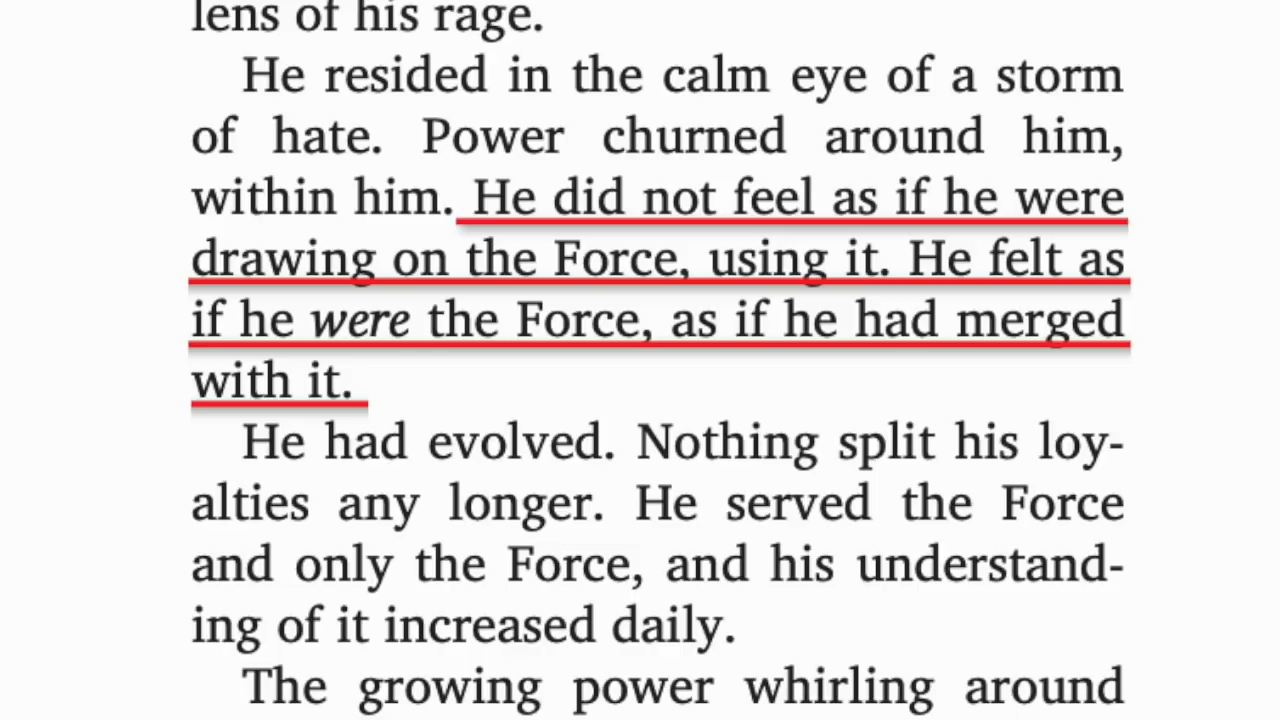 lens of his rage.
He resided in the calm eye of a storm
of hate. Power churned around him,
within him. He did not feel as if he were
drawing on the Force, using it. He felt as
if he were the Force, as if he had merged
with it.
He had evolved. Nothing split his loy-
alties any longer. He served the Force
and only the Force, and his understand-
ing of it increased daily.
The growing power whirling around